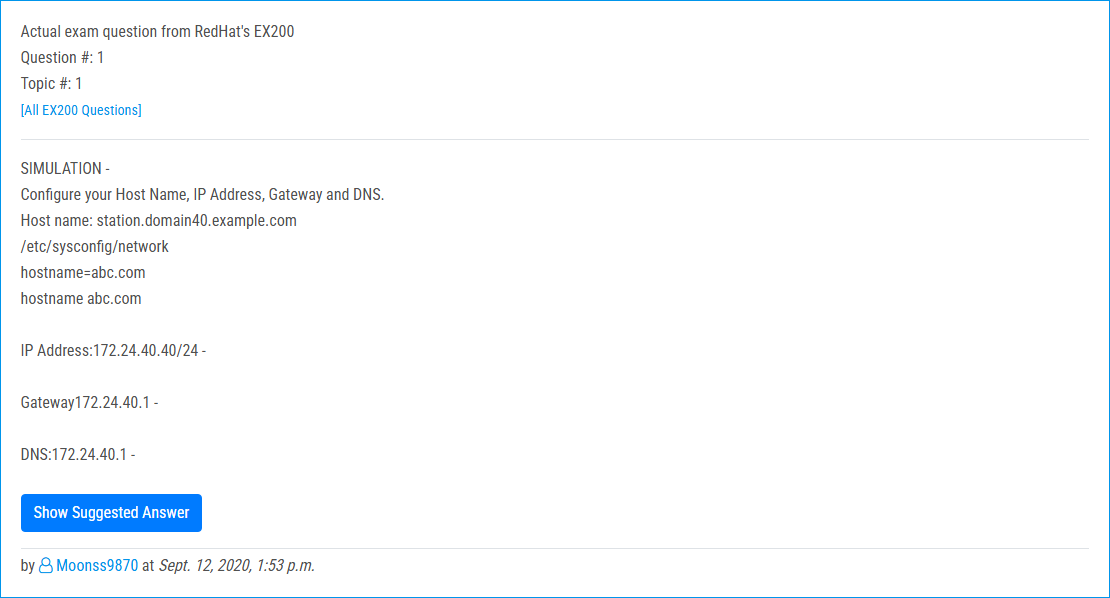 Actual exam question from RedHat's EX200
Question #: 1
Topic #: 1
[All EX200 Questions]
SIMULATION -
Configure your Host Name, IP Address, Gateway and DNS.
Host name: station.domain40.example.com
/etc/sysconfig/network
hostname=abc.com
hostname abc.com
IP Address:172.24.40.40/24 -
Gateway172.24.40.1 -
DNS:172.24.40.1 -
Show Suggested Answer
by Moonss9870 at Sept. 12, 2020, 1:53 p.m.